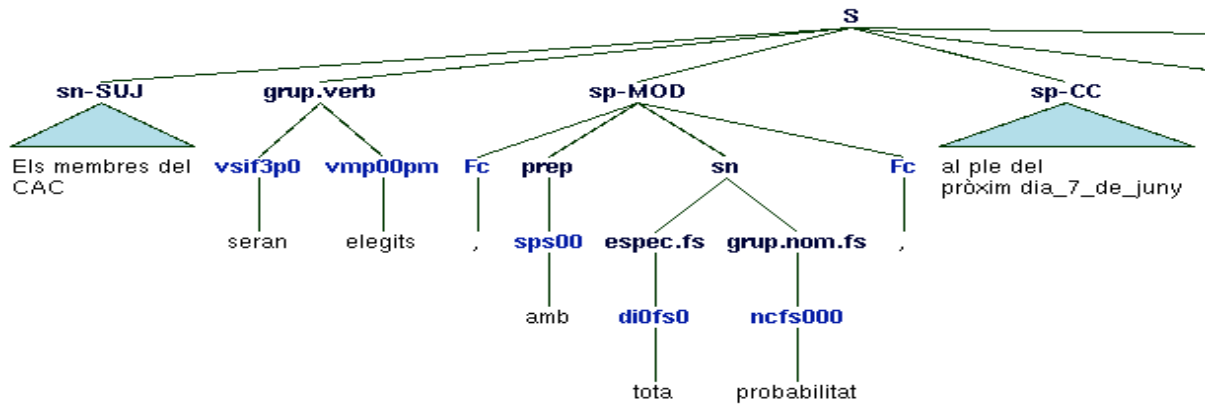 S
sn-SUJ grup.verb sp-MOD sp-CC
Els membres del
CAC
vsif3p0 vmp00pm Fc prep sn Fc
al ple del
pròxim dia_7_de_juny
seran elegits , sps00 espec.fs grup.nom.fs ,
amb di0fs0 ncfs000
tota probabilitat